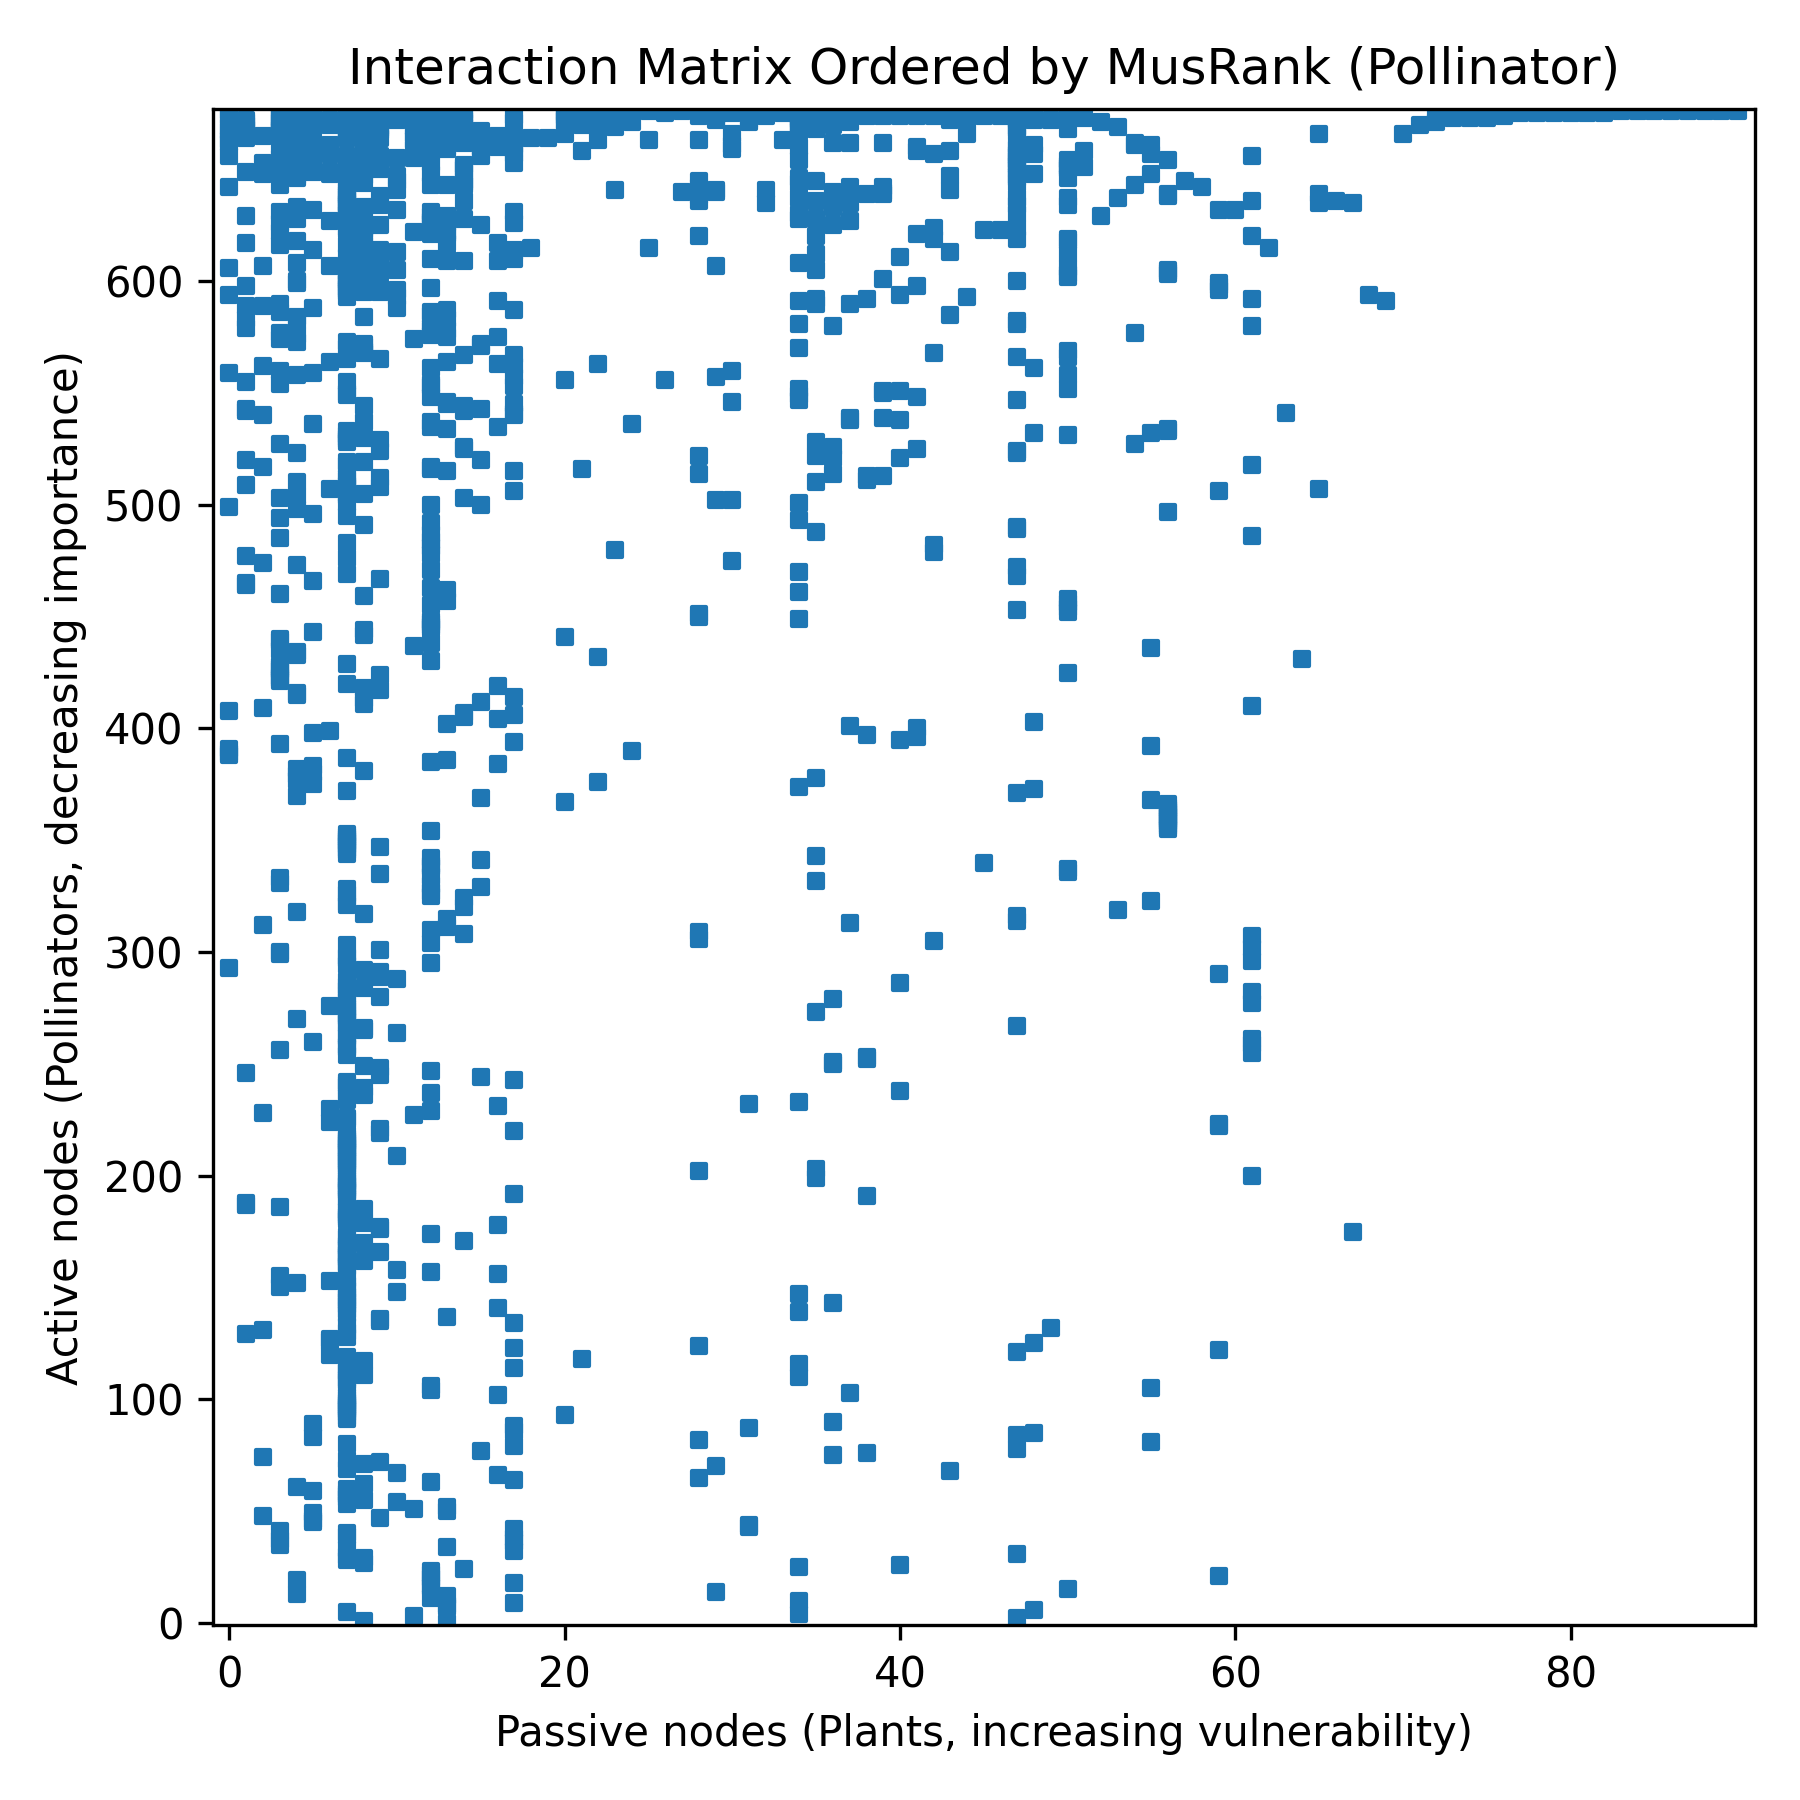 Interaction Matrix Ordered by MusRank (Pollinator)
Active nodes (Pollinators, decreasing importance)
600
500
400
300
200
100
0
0 20 40 60 80
Passive nodes (Plants, increasing vulnerability)